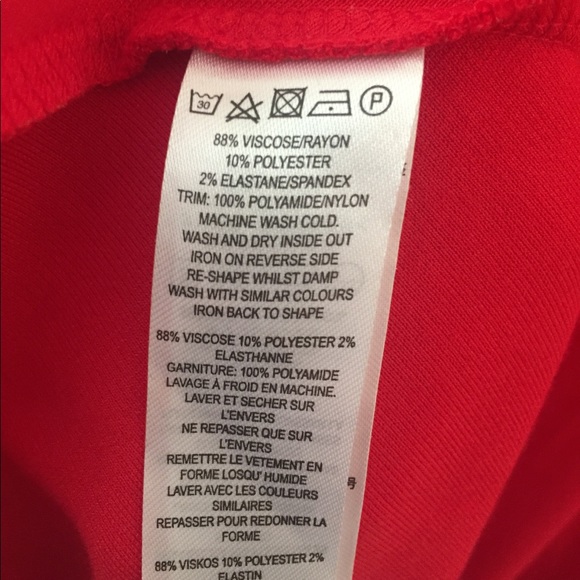 30
P
88% VISCOSE/RAYON
10% POLYESTER
2% ELASTANE/SPANDEX
TRIM: 100% POLYAMIDE/NYLON
MACHINE WASH COLD.
WASH AND DRY INSIDE OUT
IRON ON REVERSE SIDE
RE-SHAPE WHILST DAMP
WASH WITH SIMILAR COLOURS
IRON BACK TO SHAPE
88% VISCOSE 10% POLYESTER 2%
ELASTHANNE
GARNITURE: 100% POLYAMIDE
LAVAGE À FROID EN MACHINE.
LAVER ET SECHER SUR
L'ENVERS
NE REPASSER QUE SUR
L'ENVERS
REMETTRE LE VETEMENT EN
FORME LOSQU' HUMIDE
LAVER AVEC LES COULEURS
SIMILAIRES
REPASSER POUR REDONNER LA
FORME
88% VISKOS 10% POLYESTER 2%
ELASTIN